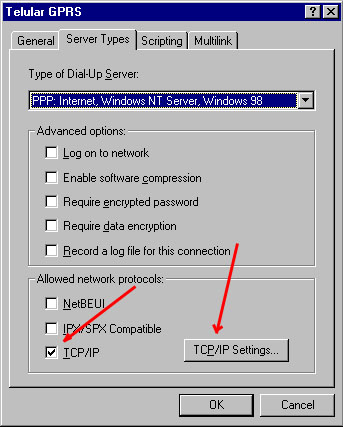 Telular GPRS
General Server Types Scripting Multilink
Type of Dial-Up Server:
PPP: Internet, Windows NT Server, Windows 98
Advanced options:
Log on to network
Enable software compression
Require encrypted password
Require data encryption
Record a log file for this connection
Allowed network protocols:
NetBEUI
IPX/SPX Compatible
TCP/IP
TCP/IP Settings...
OK Cancel